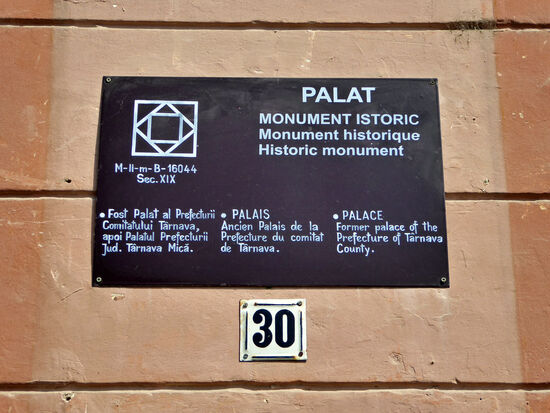 PALAT
MONUMENT ISTORIC
Monument historique
Historic monument
M-II-m-B-16044
Sec.XIX
• Fost Palat al Prefecturii
Comitatului Târnava,
apoi Palatul Prefecturii
Jud. Târnava Mică.
• PALAIS
Ancien Palais de la
Prefecture du comitat
de Târnava.
• PALACE
Former palace of the
Prefecture of Târnava
County.
30